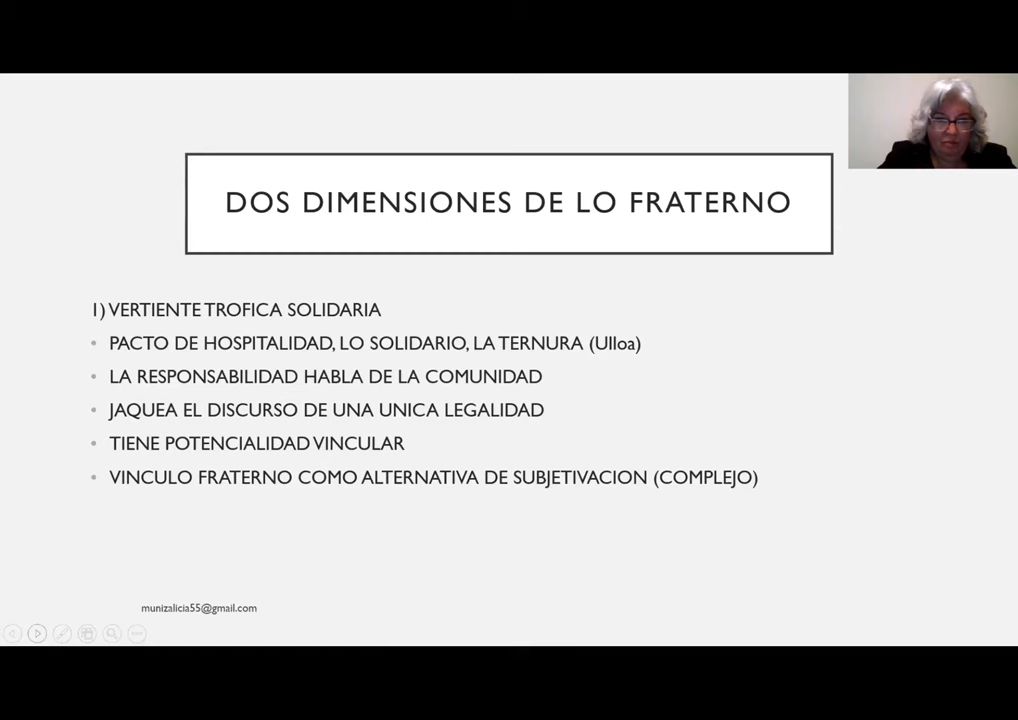 DOS DIMENSIONES DE LO FRATERNO
1) VERTIENTE TROFICA SOLIDARIA
• PACTO DE HOSPITALIDAD, LO SOLIDARIO, LA TERNURA (Ulloa)
• LA RESPONSABILIDAD HABLA DE LA COMUNIDAD
• JAQUEA EL DISCURSO DE UNA UNICA LEGALIDAD
• TIENE POTENCIALIDAD VINCULAR
• VINCULO FRATERNO COMO ALTERNATIVA DE SUBJETIVACION (COMPLEJO)
munizalicia55@gmail.com